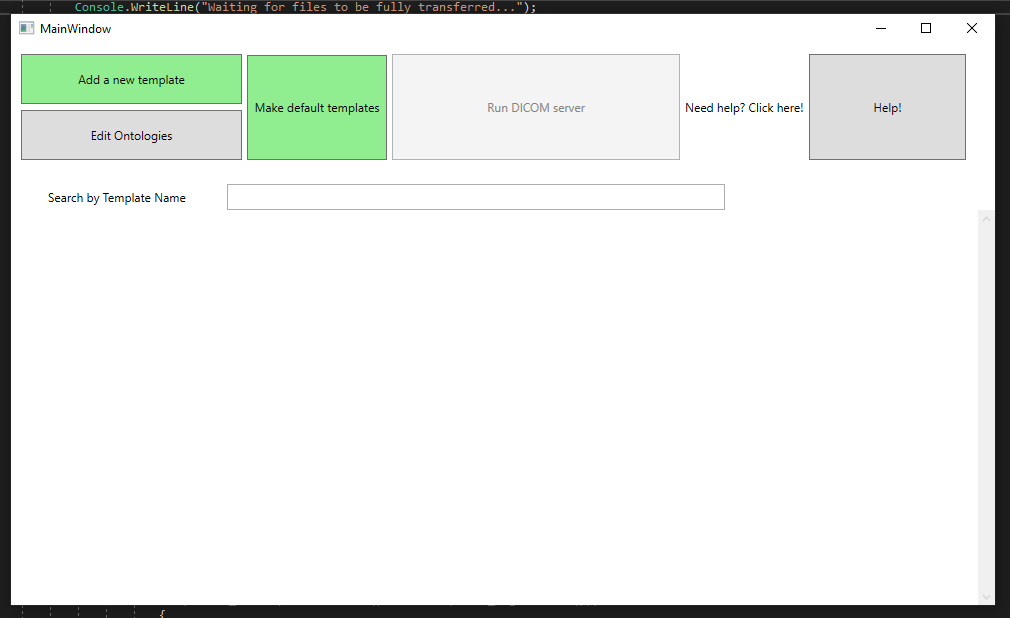 Console.WriteLine("Waiting for files to be fully transferred...");
MainWindow
Add a new template
Edit Ontologies
Make default templates
Run DICOM server
Need help? Click here!
Help!
Search by Template Name
{